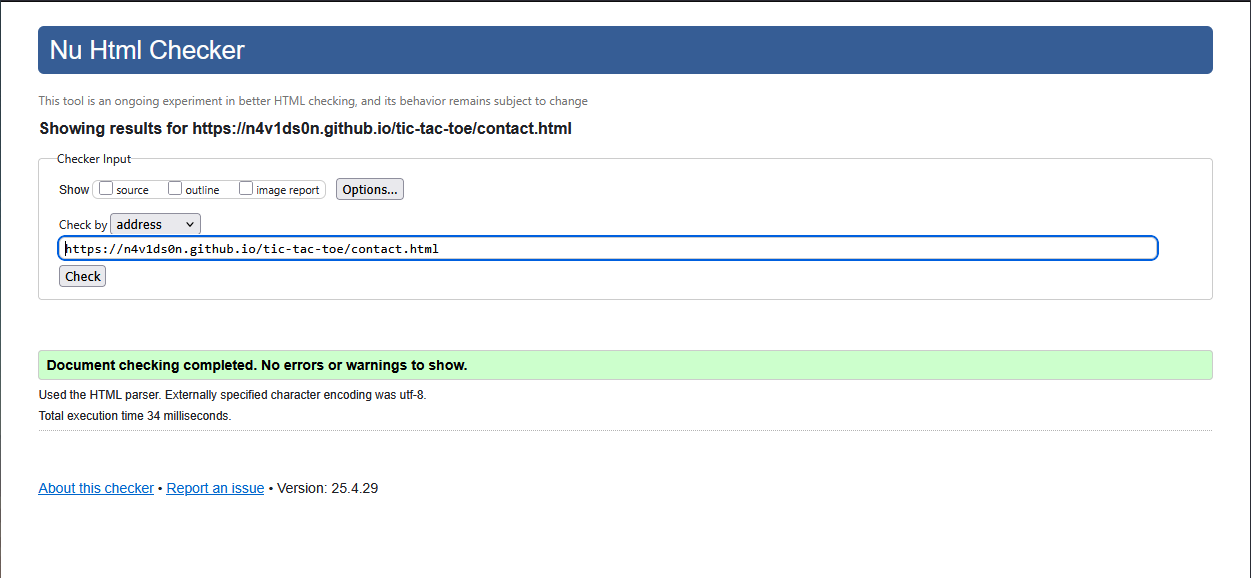 Nu Html Checker
This tool is an ongoing experiment in better HTML checking, and its behavior remains subject to change
Showing results for https://n4v1ds0n.github.io/tic-tac-toe/contact.html
Checker Input
Show source outline image report Options...
Check by address
https://n4v1ds0n.github.io/tic-tac-toe/contact.html
Check
Document checking completed. No errors or warnings to show.
Used the HTML parser. Externally specified character encoding was utf-8.
Total execution time 34 milliseconds.
About this checker • Report an issue • Version: 25.4.29